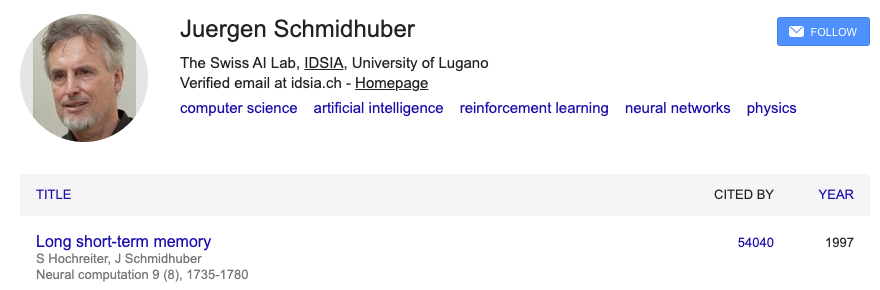 Juergen Schmidhuber
FOLLOW
The Swiss AI Lab, IDSIA, University of Lugano
Verified email at idsia.ch - Homepage
computer science artificial intelligence reinforcement learning neural networks physics
TITLE CITED BY YEAR
Long short-term memory 54040 1997
S Hochreiter, J Schmidhuber
Neural computation 9 (8), 1735-1780